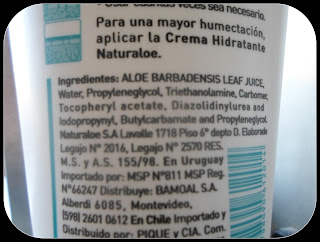 veces sea necesario.
Para una mayor humectación,
aplicar la Crema Hidratante
Naturaloe.
Ingredientes: ALOE BARBADENSIS LEAF JUICE,
Water, Propyleneglycol, Triethanolamine, Carbomer,
Tocopheryl acetate, Diazolidinylurea and
Iodopropynyl, Butylcarbamate and Propyleneglycol.
Naturaloe S.A Lavalle 1718 Piso 6° depto D. Elaborado
Legajo N° 2016, Legajo N° 2570 RES.
M.S. y A.S. 155/98. En Uruguay
Importado por: MSP N°811 MSP Reg.
N°66247 Distribuye: BAMOAL S.A.
Alberdi 6085, Montevideo,
(598) 2601 0612 En Chile Importado y
Distribuido por: PIQUE y CIA. Com.